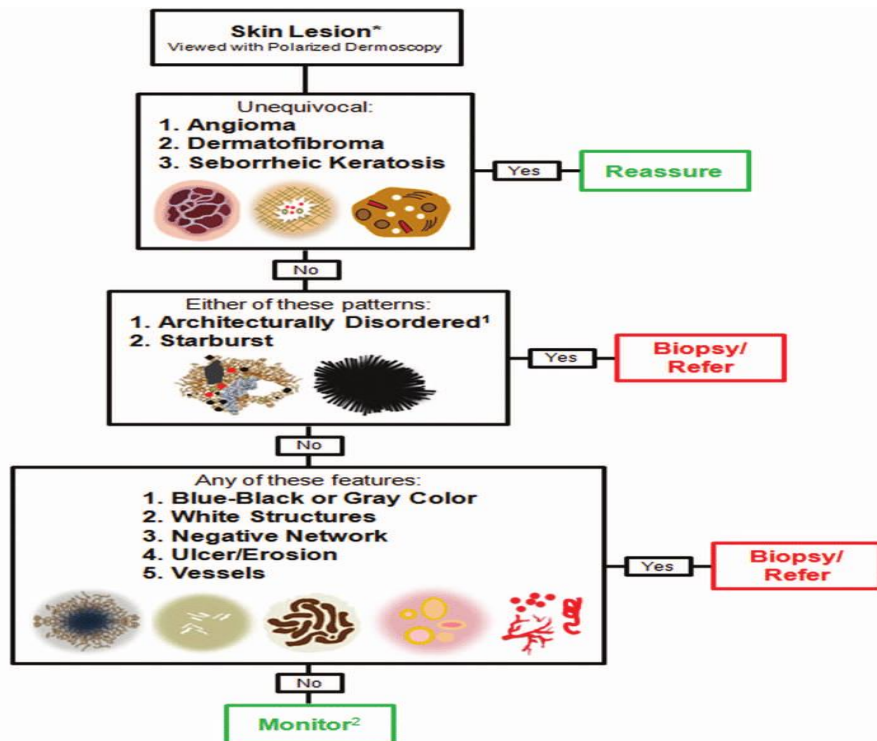 Skin Lesion*
Viewed with Polarized Dermoscopy
Unequivocal:
1. Angioma
2. Dermatofibroma
3. Seborrheic Keratosis
Yes
Reassure
No
Either of these patterns:
1. Architecturally Disordered¹
2. Starburst
Yes
Biopsy/
Refer
No
Any of these features:
1. Blue-Black or Gray Color
2. White Structures
3. Negative Network
4. Ulcer/Erosion
5. Vessels
Yes
Biopsy/
Refer
No
Monitor²